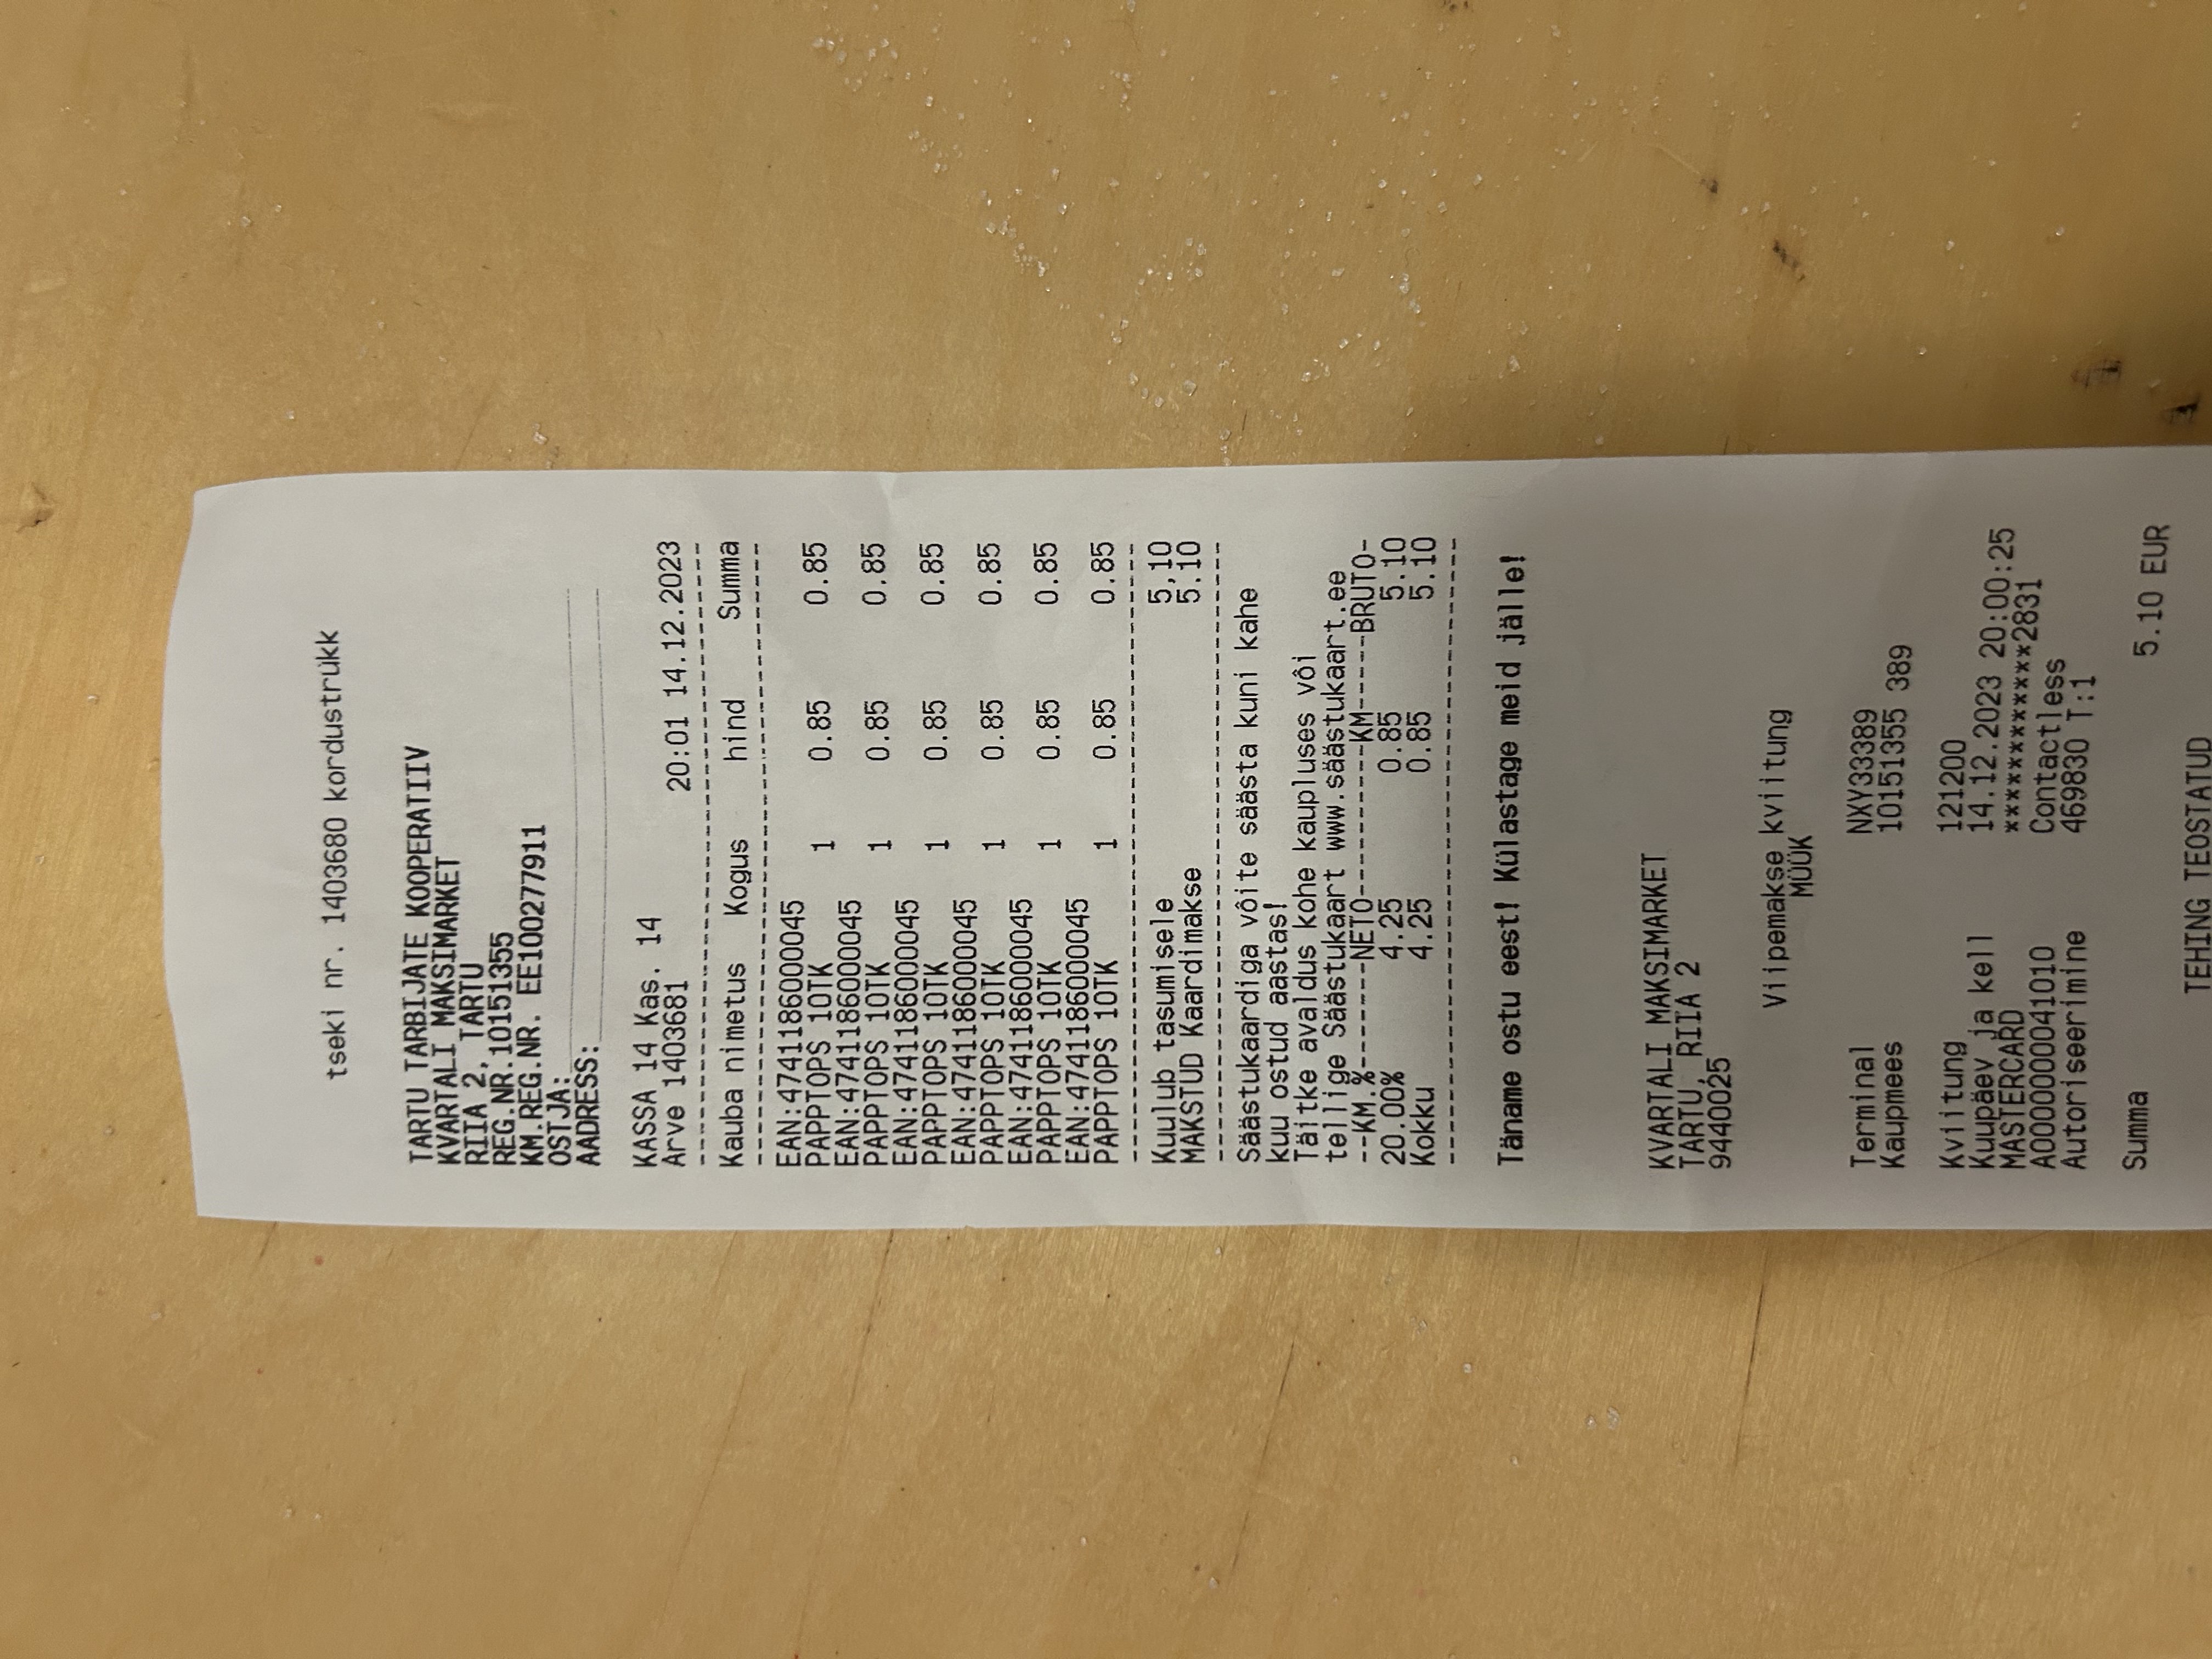 tseki nr. 1403680 kordustrükk
TARTU TARBIJATE KOOPERATIIV
KVARTALI MAKSIMARKET
RIIA 2, TARTU
REG.NR.10151355
KM.REG.NR. EE100277911
OSTJA:
AADRESS:
KASSA 14 Kas. 14
Arve 1403681 20:01 14.12.2023
Kauba nimetus Kogus hind Summa
EAN:4741186000045
PAPPTOPS 10TK 1 0.85 0.85
EAN:4741186000045
PAPPTOPS 10TK 1 0.85 0.85
EAN:4741186000045
PAPPTOPS 10TK 1 0.85 0.85
EAN:4741186000045
PAPPTOPS 10TK 1 0.85 0.85
EAN:4741186000045
PAPPTOPS 10TK 1 0.85 0.85
EAN:4741186000045
PAPPTOPS 10TK 1 0.85 0.85
Kuulub tasumisele 5,10
MAKSTUD Kaardimakse 5.10
Säästukaardiga vôite säästa kuni kahe
kuu ostud aastas!
Täitke avaldus kohe kaupluses vôi
tellige Säästukaart www.säästukaart.ee
--KM.%-------NETO----------KM-----BRUTO-
20.00% 4.25 0.85 5.10
Kokku 4.25 0.85 5.10
Täname ostu eest! Külastage meid jälle!
KVARTALI MAKSIMARKET
TARTU, RIIA 2
9440025
Viipemakse kviitung
MÜÜK
Terminal NXY33389
Kaupmees 10151355 389
Kviitung 121200
Kuupäev ja kell 14.12.2023 20:00:25
MASTERCARD ************2831
A0000000041010 Contactless
Autoriseerimine 469830 T:1
Summa 5.10 EUR
TEHING TEOSTATUD